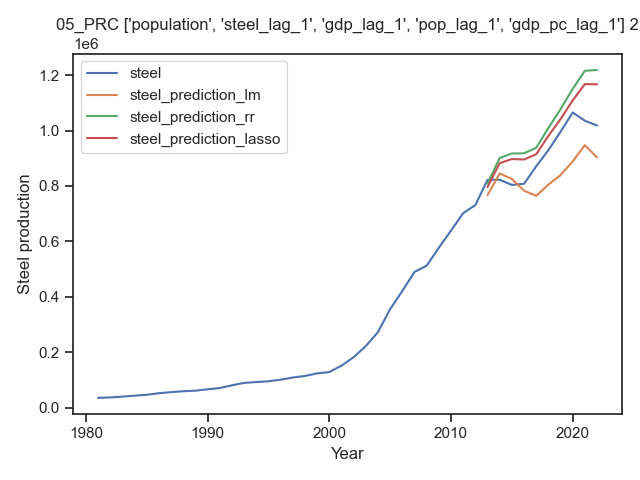 05_PRC ['population', 'steel_lag_1', 'gdp_lag_1', 'pop_lag_1', 'gdp_pc_lag_1'] 2
1e6
steel
steel_prediction_lm
steel_prediction_rr
steel_prediction_lasso
1.2
1.0
0.8
0.6
0.4
0.2
0.0
Steel production
1980 1990 2000 2010 2020
Year